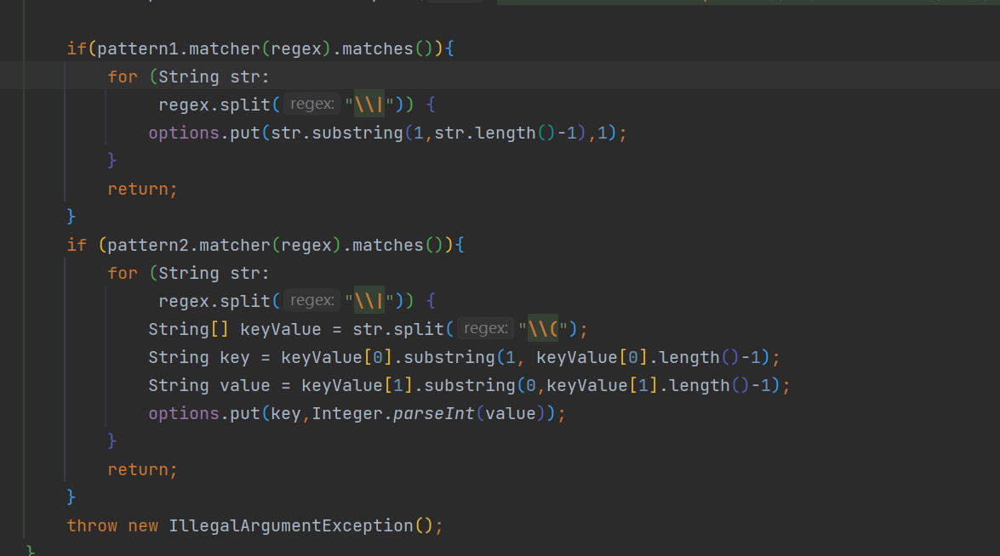 if(pattern1.matcher(regex).matches()){
for (String str:
regex.split( regex: "\\|")) {
options.put(str.substring(1,str.length()-1),1);
}
return;
}
if (pattern2.matcher(regex).matches()){
for (String str:
regex.split( regex: "\\|")) {
String[] keyValue = str.split( regex: "\\(");
String key = keyValue[0].substring(1, keyValue[0].length()-1);
String value = keyValue[1].substring(0,keyValue[1].length()-1);
options.put(key,Integer.parseInt(value));
}
return;
}
throw new IllegalArgumentException();
}